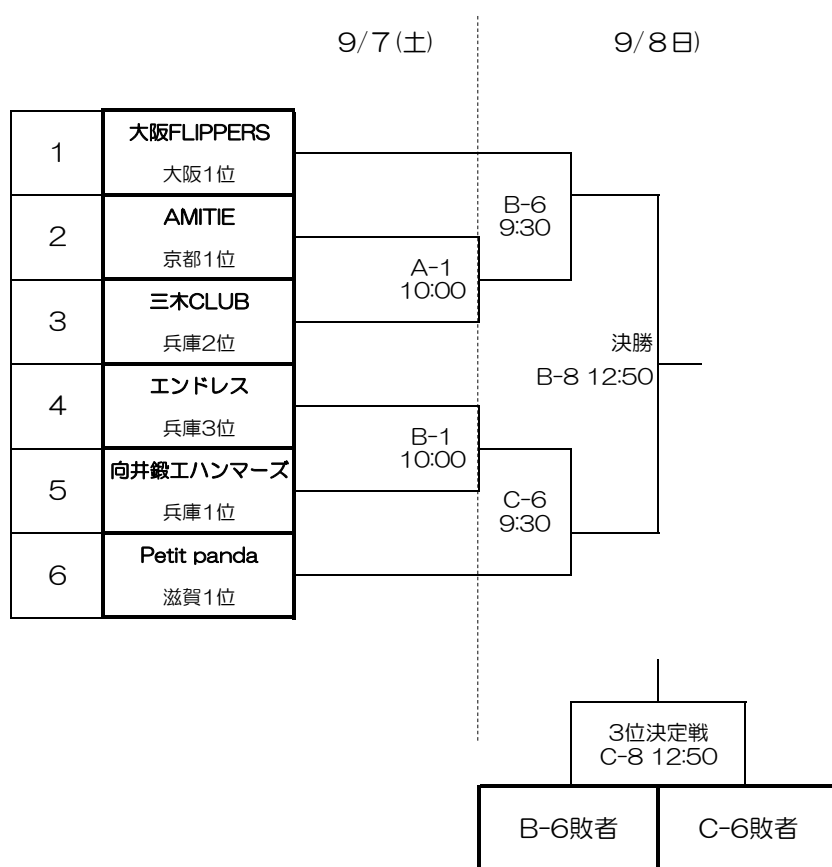 9/7(土)
9/8日)
1
大阪FLIPPERS
大阪1位
2
AMITIE
京都1位
3
三木CLUB
兵庫2位
4
エンドレス
兵庫3位
5
向井鍛工ハンマーズ
兵庫1位
6
Petit panda
滋賀1位
A-1
10:00
B-1
10:00
B-6
9:30
C-6
9:30
決勝
B-8 12:50
3位決定戦
C-8 12:50
B-6敗者
C-6敗者